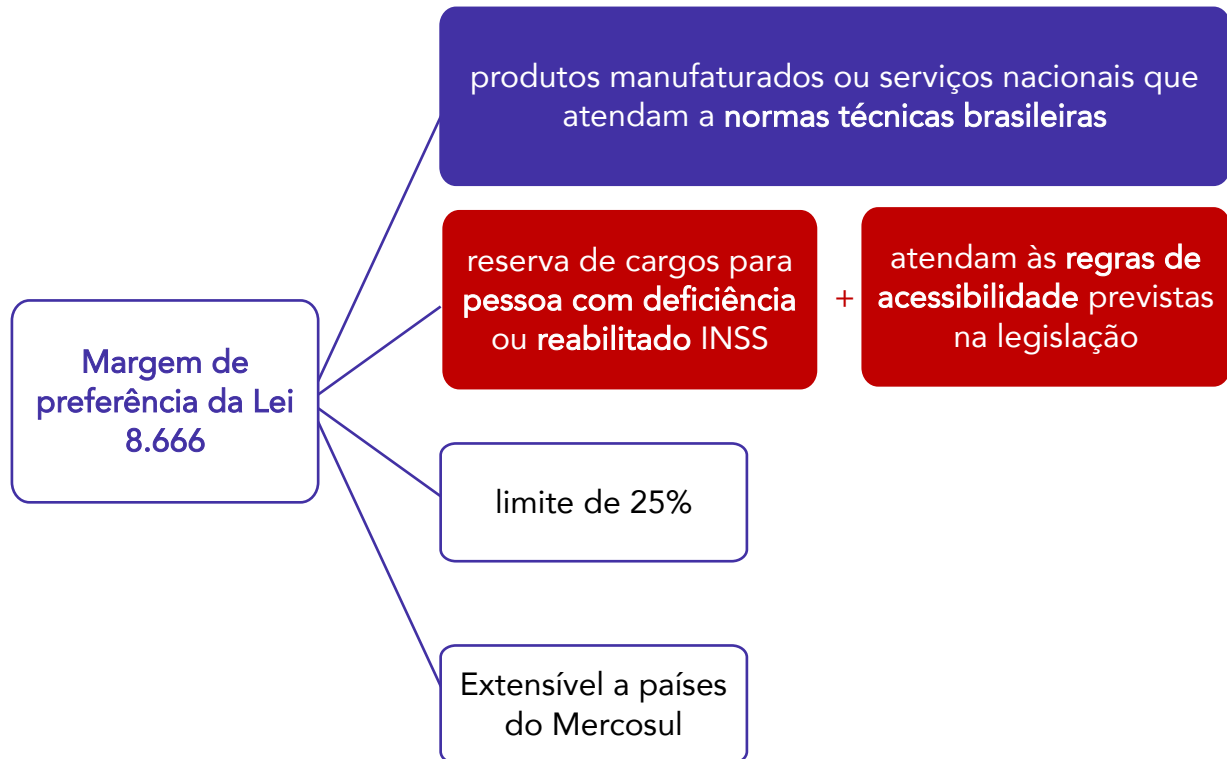 produtos manufaturados ou serviços nacionais que
atendam a normas técnicas brasileiras
reserva de cargos para
pessoa com deficiência
ou reabilitado INSS
+
atendam às regras de
acessibilidade previstas
na legislação
Margem de
preferência da Lei
8.666
limite de 25%
Extensível a países
do Mercosul